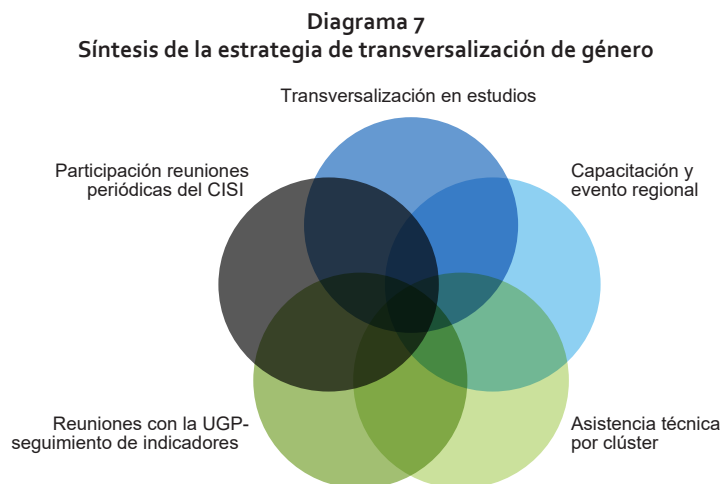 Diagrama 7
Síntesis de la estrategia de transversalización de género
Transversalización en estudios
Participación reuniones
periódicas del CISI
Capacitación y
evento regional
Reuniones con la UGP-
seguimiento de indicadores
Asistencia técnica
por clúster